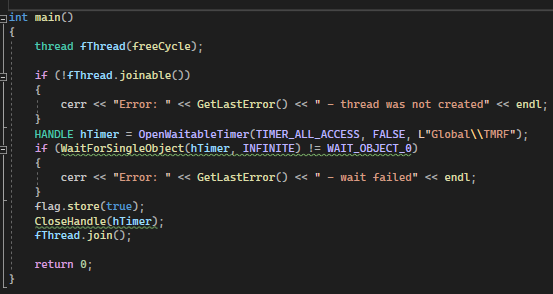 int main()
{
thread fThread(freeCycle);
if (!fThread.joinable())
{
cerr << "Error: " << GetLastError() << " - thread was not created" << endl;
}
HANDLE hTimer = OpenWaitableTimer(TIMER_ALL_ACCESS, FALSE, L"Global\\TMRF");
if (WaitForSingleObject(hTimer, INFINITE) != WAIT_OBJECT_0)
{
cerr << "Error: " << GetLastError() << " - wait failed" << endl;
}
flag.store(true);
CloseHandle(hTimer);
fThread.join();
return 0;
}